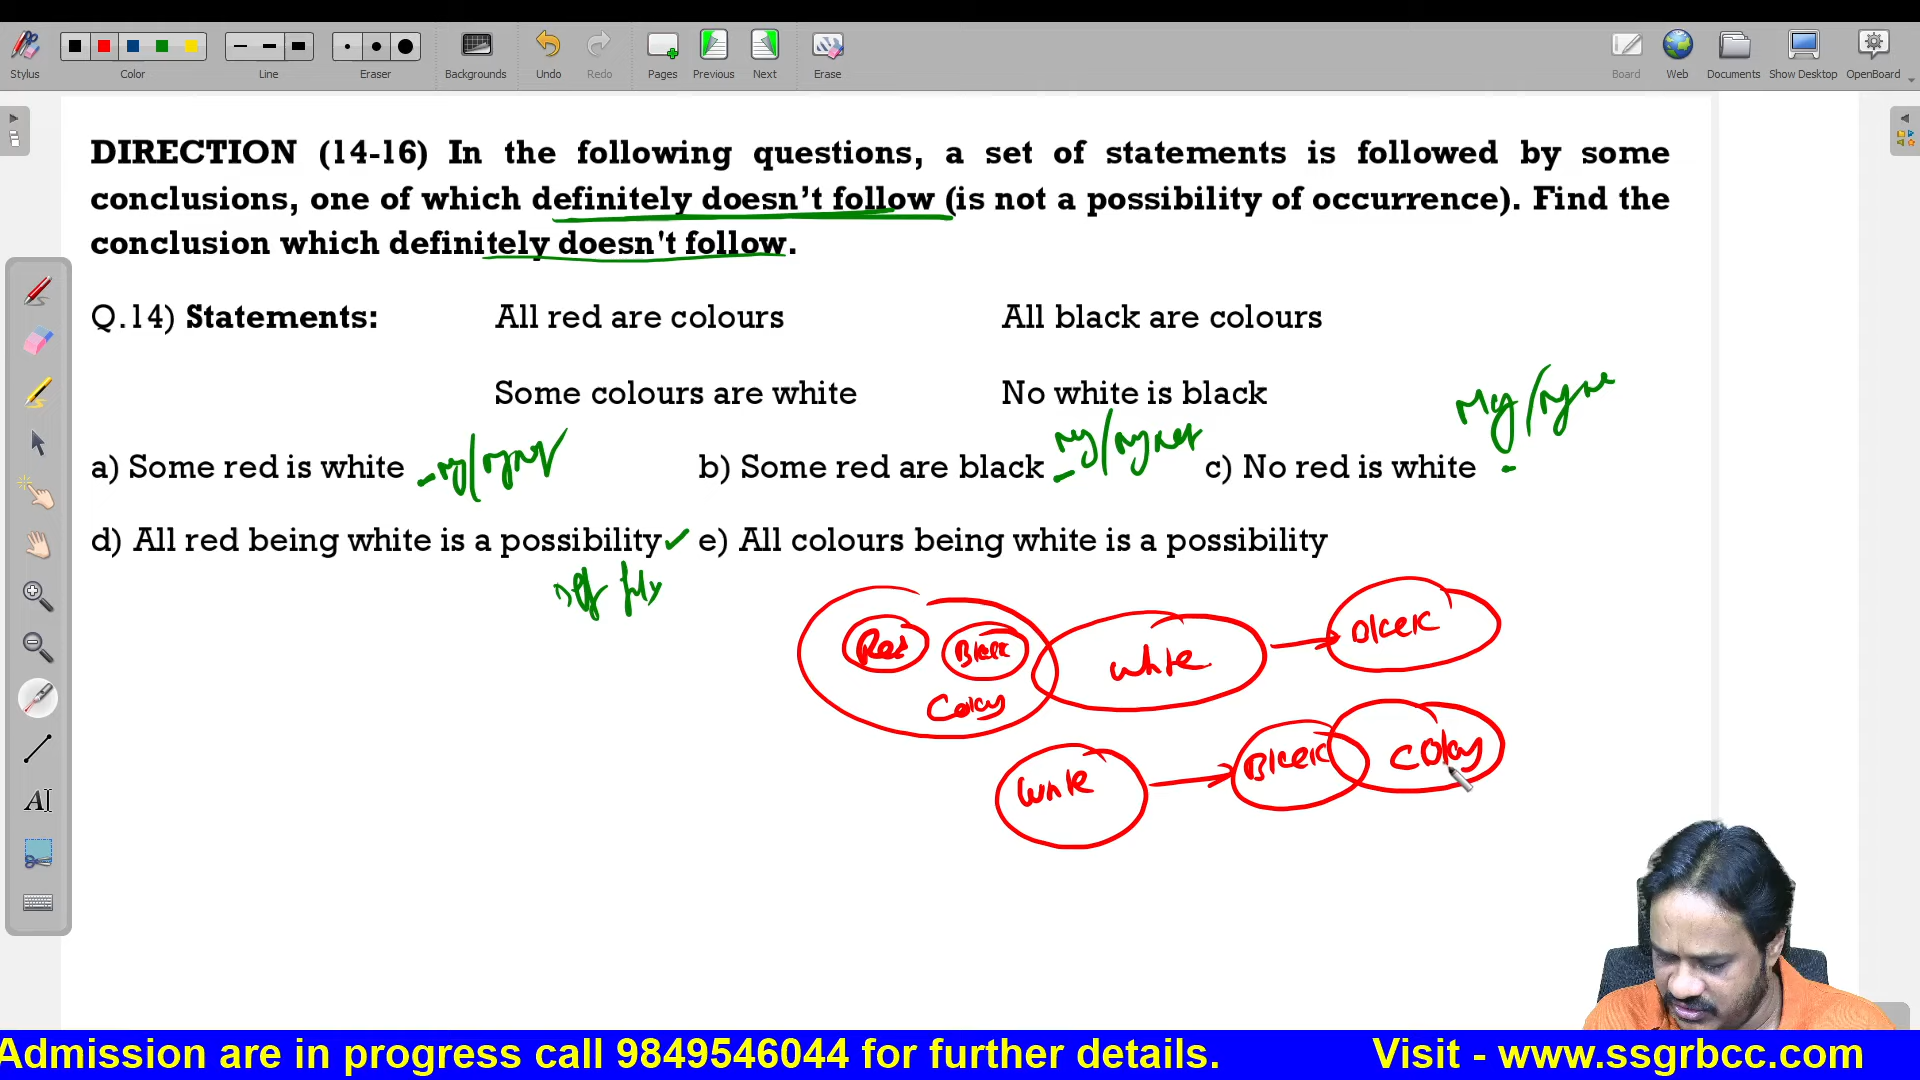 Stylus Color Line Eraser Backgrounds Undo Redo Pages Previous Next Erase Board Web Documents Show Desktop OpenBoard
DIRECTION (14-16) In the following questions, a set of statements is followed by some
conclusions, one of which definitely doesn’t follow (is not a possibility of occurrence). Find the
conclusion which definitely doesn't follow.
Q.14) Statements: All red are colours All black are colours
Some colours are white No white is black
a) Some red is white b) Some red are black c) No red is white
d) All red being white is a possibility ✓ e) All colours being white is a possibility
Red Black white Black
White Black
Admission are in progress call 9849546044 for further details. Visit - www.ssgrbcc.com